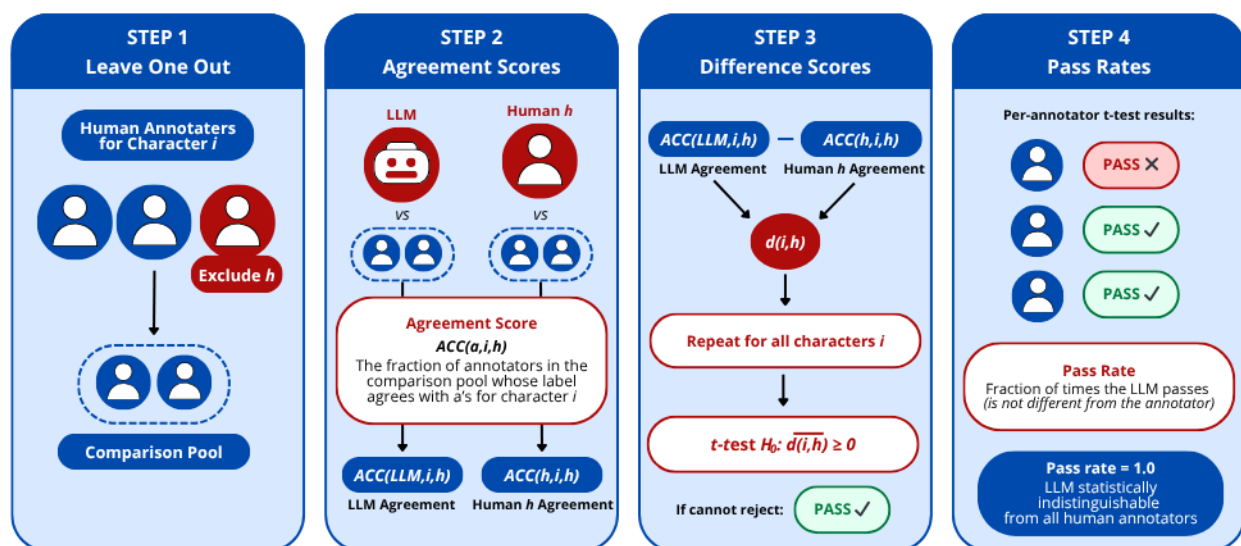 STEP 1
Leave One Out
Human Annotaters
for Character i
Exclude h
Comparison Pool
STEP 2
Agreement Scores
LLM
Human h
vs
vs
Agreement Score
ACC(a,i,h)
The fraction of annotators in the
comparison pool whose label
agrees with a's for character i
ACC(LLM,i,h)
ACC(h,i,h)
LLM Agreement
Human h Agreement
STEP 3
Difference Scores
ACC(LLM,i,h) — ACC(h,i,h)
LLM Agreement
Human h Agreement
d(i,h)
Repeat for all characters i
t-test H₀: d̅(̅i̅,̅h̅)̅ ≥ 0
If cannot reject:
PASS ✓
STEP 4
Pass Rates
Per-annotator t-test results:
PASS ✕
PASS ✓
PASS ✓
Pass Rate
Fraction of times the LLM passes
(is not different from the annotator)
Pass rate = 1.0
LLM statistically
indistinguishable
from all human annotators